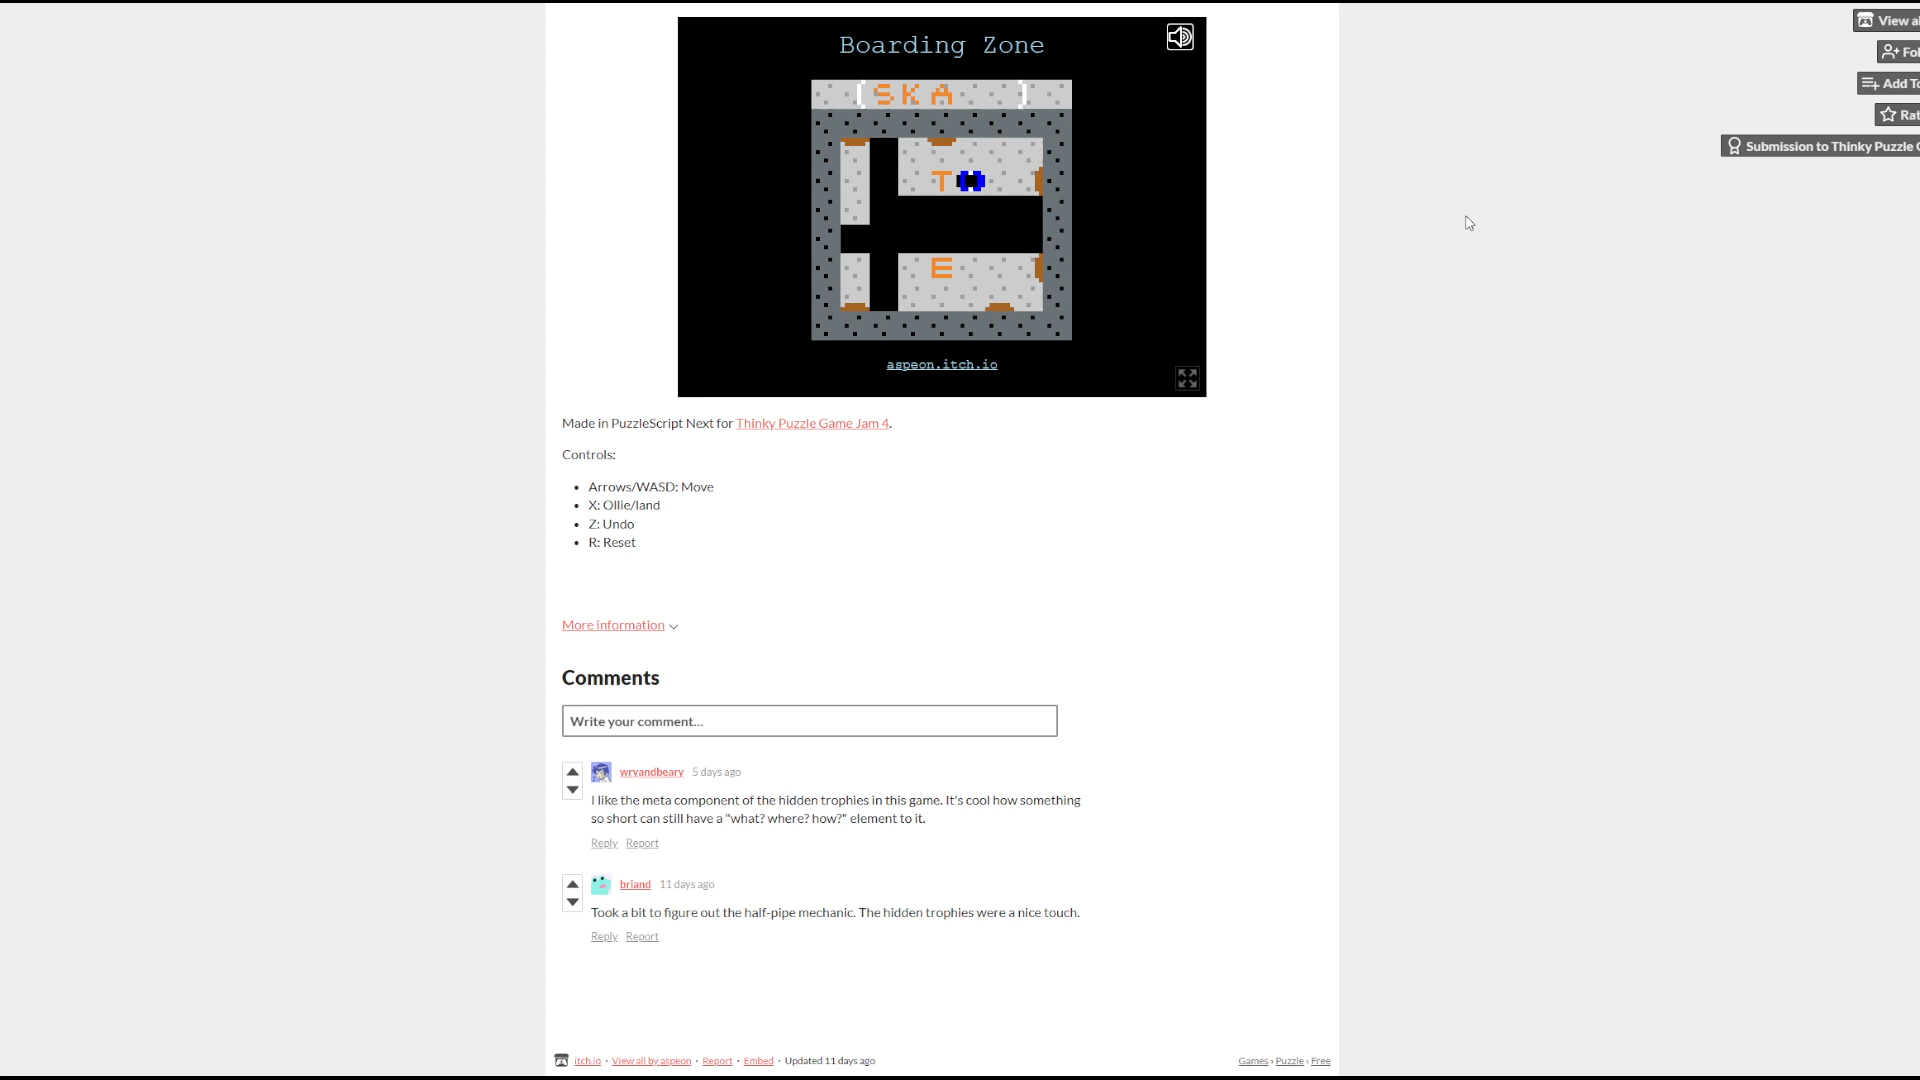 Boarding Zone
[SKA ]
T
E
aspeon.itch.io
View al
Fol
Add To
Rat
Submission to Thinky Puzzle G
Made in PuzzleScript Next for Thinky Puzzle Game Jam 4.
Controls:
• Arrows/WASD: Move
• X: Ollie/land
• Z: Undo
• R: Reset
More information
Comments
Write your comment...
wryandbeary 5 days ago
I like the meta component of the hidden trophies in this game. It's cool how something
so short can still have a "what? where? how?" element to it.
Reply Report
briand 11 days ago
Took a bit to figure out the half-pipe mechanic. The hidden trophies were a nice touch.
Reply Report
itch.io · View all by aspeon · Report · Embed · Updated 11 days ago
Games › Puzzle › Free